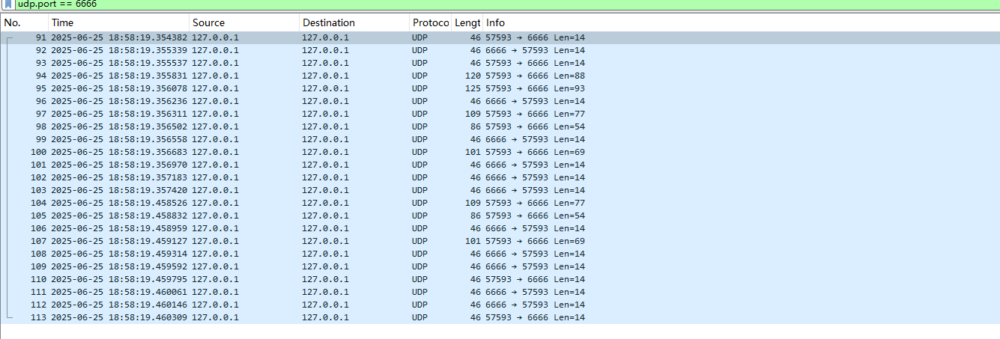 udp.port == 6666
No. Time Source Destination Protoco Lengt Info
91 2025-06-25 18:58:19.354382 127.0.0.1 127.0.0.1 UDP 46 57593 → 6666 Len=14
92 2025-06-25 18:58:19.355339 127.0.0.1 127.0.0.1 UDP 46 6666 → 57593 Len=14
93 2025-06-25 18:58:19.355537 127.0.0.1 127.0.0.1 UDP 46 57593 → 6666 Len=14
94 2025-06-25 18:58:19.355831 127.0.0.1 127.0.0.1 UDP 120 57593 → 6666 Len=88
95 2025-06-25 18:58:19.356078 127.0.0.1 127.0.0.1 UDP 125 57593 → 6666 Len=93
96 2025-06-25 18:58:19.356236 127.0.0.1 127.0.0.1 UDP 46 6666 → 57593 Len=14
97 2025-06-25 18:58:19.356311 127.0.0.1 127.0.0.1 UDP 109 57593 → 6666 Len=77
98 2025-06-25 18:58:19.356502 127.0.0.1 127.0.0.1 UDP 86 57593 → 6666 Len=54
99 2025-06-25 18:58:19.356558 127.0.0.1 127.0.0.1 UDP 46 6666 → 57593 Len=14
100 2025-06-25 18:58:19.356683 127.0.0.1 127.0.0.1 UDP 101 57593 → 6666 Len=69
101 2025-06-25 18:58:19.356970 127.0.0.1 127.0.0.1 UDP 46 6666 → 57593 Len=14
102 2025-06-25 18:58:19.357183 127.0.0.1 127.0.0.1 UDP 46 6666 → 57593 Len=14
103 2025-06-25 18:58:19.357420 127.0.0.1 127.0.0.1 UDP 46 6666 → 57593 Len=14
104 2025-06-25 18:58:19.458526 127.0.0.1 127.0.0.1 UDP 109 57593 → 6666 Len=77
105 2025-06-25 18:58:19.458832 127.0.0.1 127.0.0.1 UDP 86 57593 → 6666 Len=54
106 2025-06-25 18:58:19.458959 127.0.0.1 127.0.0.1 UDP 46 6666 → 57593 Len=14
107 2025-06-25 18:58:19.459127 127.0.0.1 127.0.0.1 UDP 101 57593 → 6666 Len=69
108 2025-06-25 18:58:19.459314 127.0.0.1 127.0.0.1 UDP 46 6666 → 57593 Len=14
109 2025-06-25 18:58:19.459592 127.0.0.1 127.0.0.1 UDP 46 6666 → 57593 Len=14
110 2025-06-25 18:58:19.459795 127.0.0.1 127.0.0.1 UDP 46 57593 → 6666 Len=14
111 2025-06-25 18:58:19.460061 127.0.0.1 127.0.0.1 UDP 46 6666 → 57593 Len=14
112 2025-06-25 18:58:19.460146 127.0.0.1 127.0.0.1 UDP 46 6666 → 57593 Len=14
113 2025-06-25 18:58:19.460309 127.0.0.1 127.0.0.1 UDP 46 57593 → 6666 Len=14